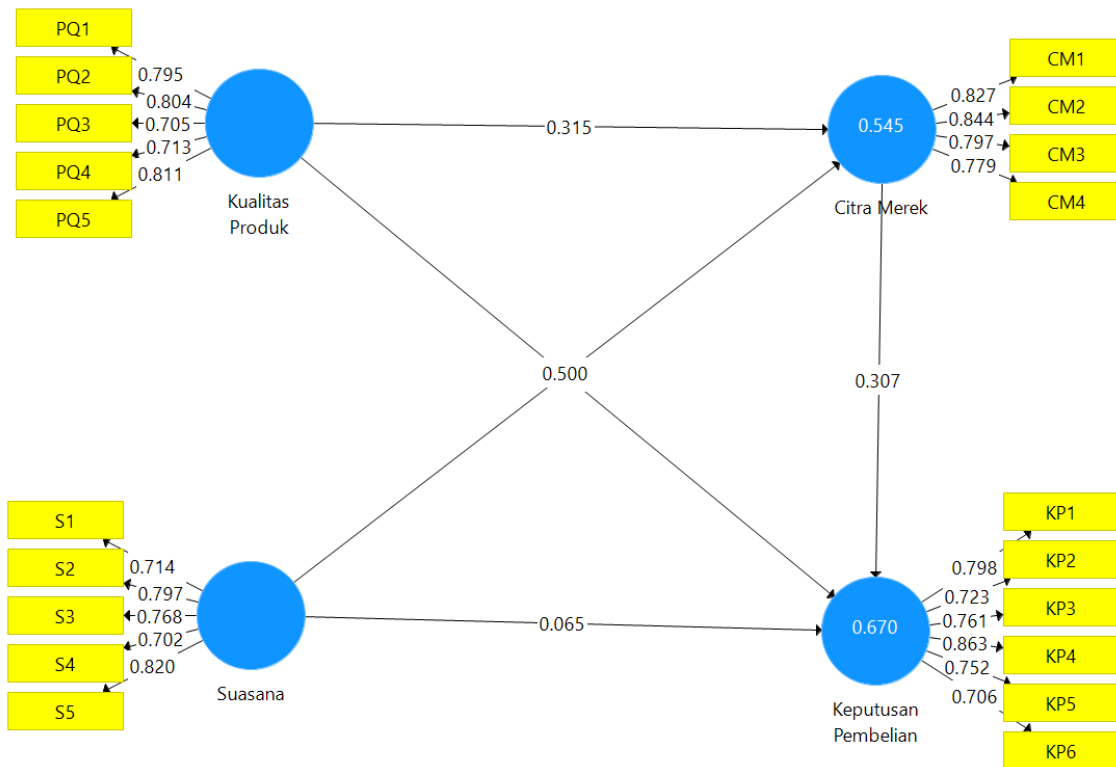 PQ1
PQ2
PQ3
PQ4
PQ5
0.795
0.804
0.705
0.713
0.811
Kualitas
Produk
0.315
0.545
Citra Merek
0.827
0.844
0.797
0.779
CM1
CM2
CM3
CM4
0.500
0.307
S1
S2
S3
S4
S5
0.714
0.797
0.768
0.702
0.820
Suasana
0.065
0.670
Keputusan
Pembelian
0.798
0.723
0.761
0.863
0.752
0.706
KP1
KP2
KP3
KP4
KP5
KP6